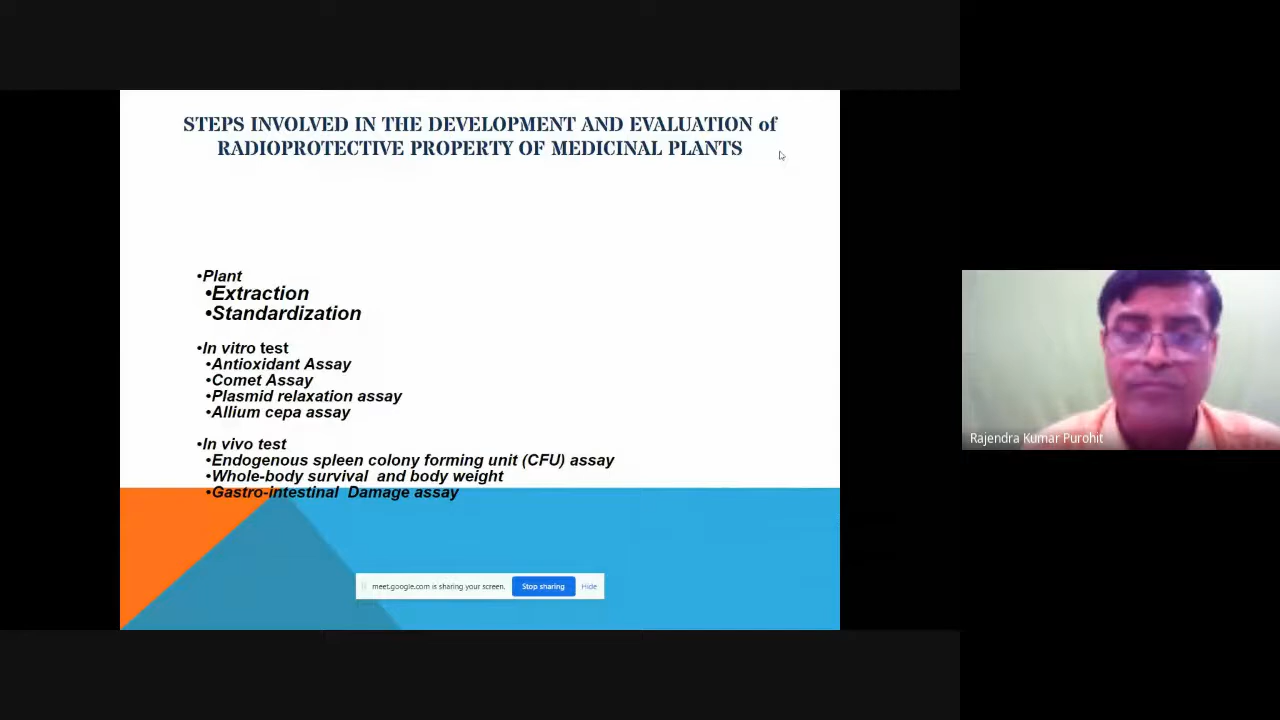 STEPS INVOLVED IN THE DEVELOPMENT AND EVALUATION of
RADIOPROTECTIVE PROPERTY OF MEDICINAL PLANTS
•Plant
•Extraction
•Standardization
•In vitro test
•Antioxidant Assay
•Comet Assay
•Plasmid relaxation assay
•Allium cepa assay
•In vivo test
•Endogenous spleen colony forming unit (CFU) assay
•Whole-body survival and body weight
•Gastro-intestinal Damage assay
meet.google.com is sharing your screen. Stop sharing Hide
Rajendra Kumar Purohit